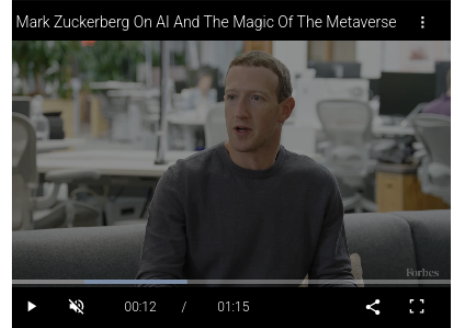 Mark Zuckerberg On AI And The Magic Of The Metaverse
Forbes
00:12 / 01:15